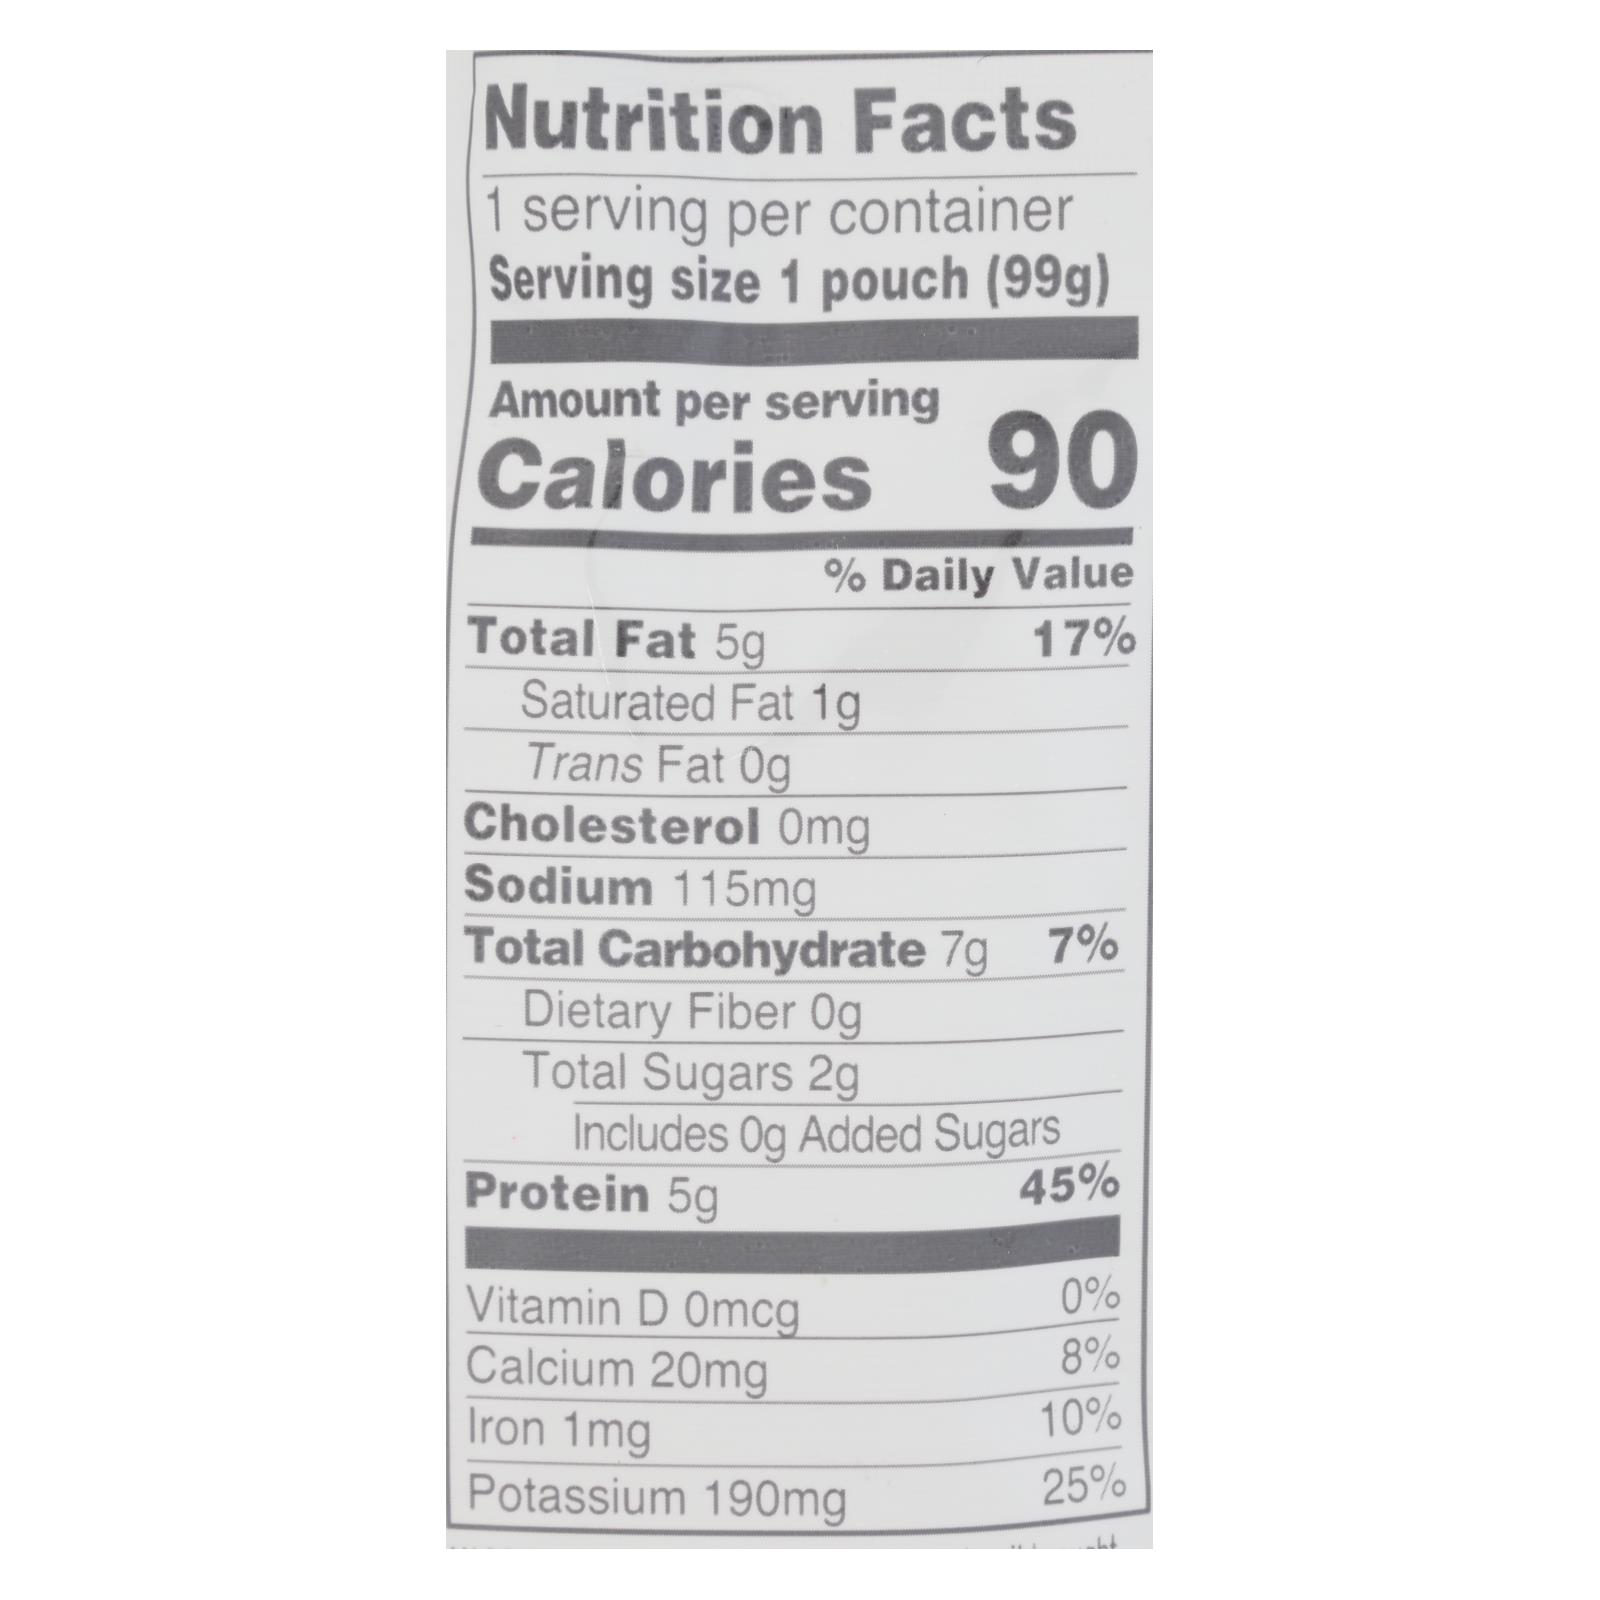 Nutrition Facts
1 serving per container
Serving size 1 pouch (99g)
Amount per serving
Calories 90
% Daily Value
Total Fat 5g 17%
Saturated Fat 1g
Trans Fat 0g
Cholesterol 0mg
Sodium 115mg
Total Carbohydrate 7g 7%
Dietary Fiber 0g
Total Sugars 2g
Includes 0g Added Sugars
Protein 5g 45%
Vitamin D 0mcg 0%
Calcium 20mg 8%
Iron 1mg 10%
Potassium 190mg 25%